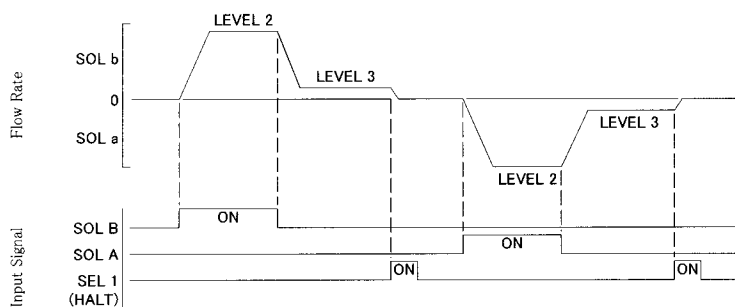 LEVEL 2
SOL b
LEVEL 3
0
Flow Rate
SOL a
LEVEL 3
LEVEL 2
ON
SOL B
ON
SOL A
Input Signal
SEL 1
ON
ON
(HALT)